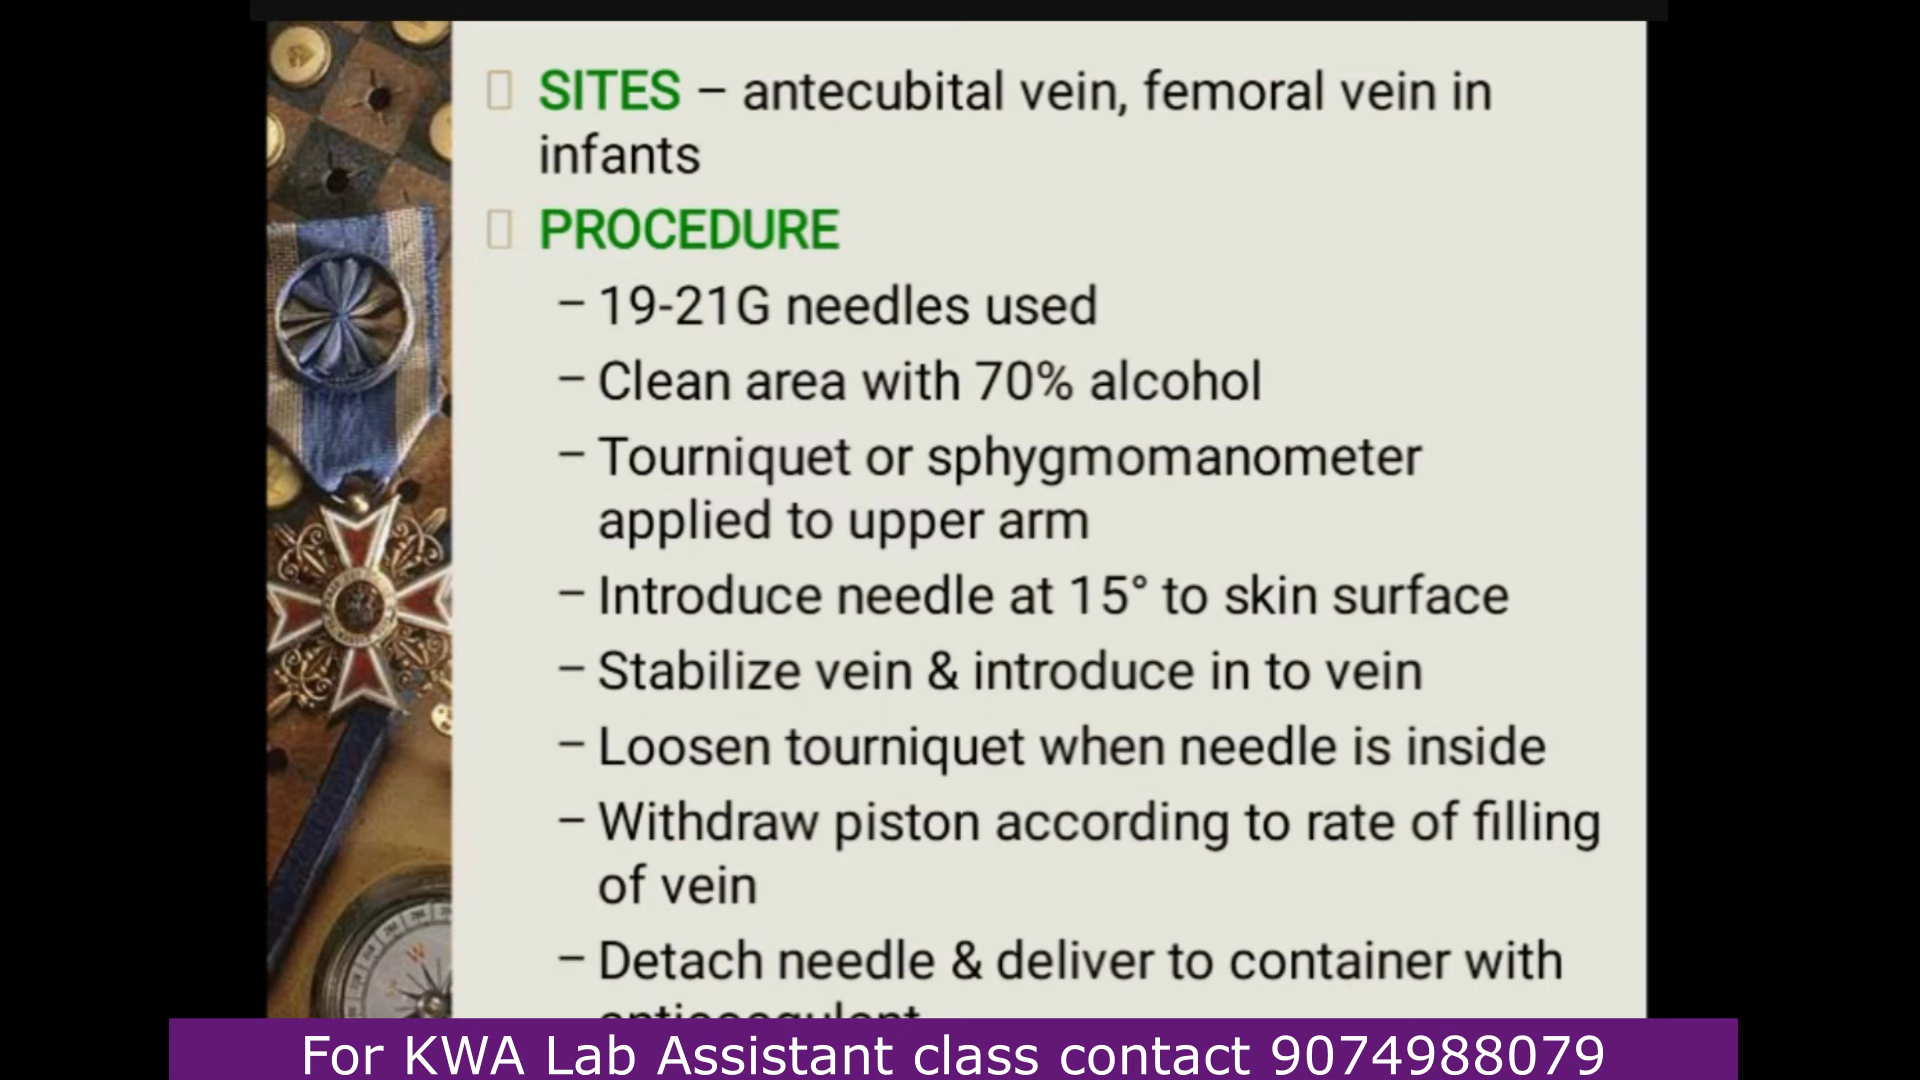 SITES – antecubital vein, femoral vein in
infants
PROCEDURE
– 19-21G needles used
– Clean area with 70% alcohol
– Tourniquet or sphygmomanometer
applied to upper arm
– Introduce needle at 15° to skin surface
– Stabilize vein & introduce in to vein
– Loosen tourniquet when needle is inside
– Withdraw piston according to rate of filling
of vein
– Detach needle & deliver to container with
anticoagulant
For KWA Lab Assistant class contact 9074988079